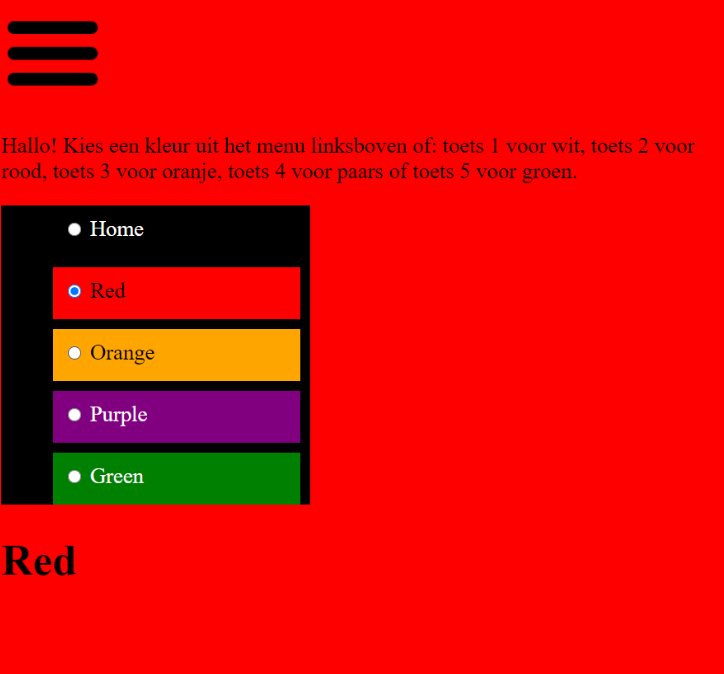 Hallo! Kies een kleur uit het menu linksboven of: toets 1 voor wit, toets 2 voor
rood, toets 3 voor oranje, toets 4 voor paars of toets 5 voor groen.
Home
Red
Orange
Purple
Green
Red